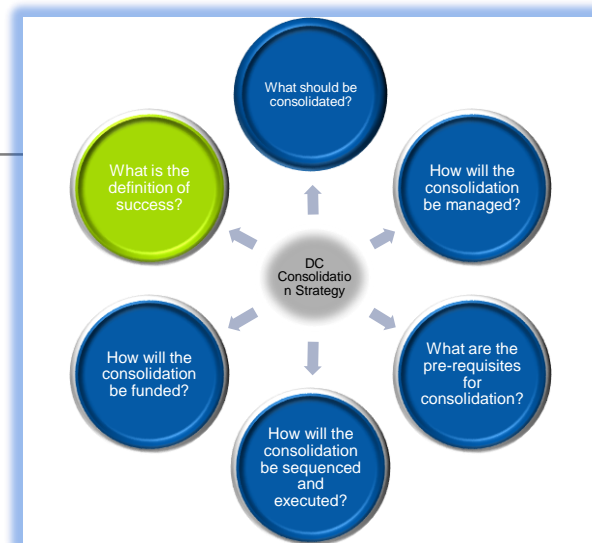 What should be
consolidated?
What is the
definition of
success?
How will the
consolidation
be managed?
DC
Consolidatio
n Strategy
How will the
consolidation
be funded?
What are the
pre-requisites
for
consolidation?
How will the
consolidation
be sequenced
and
executed?